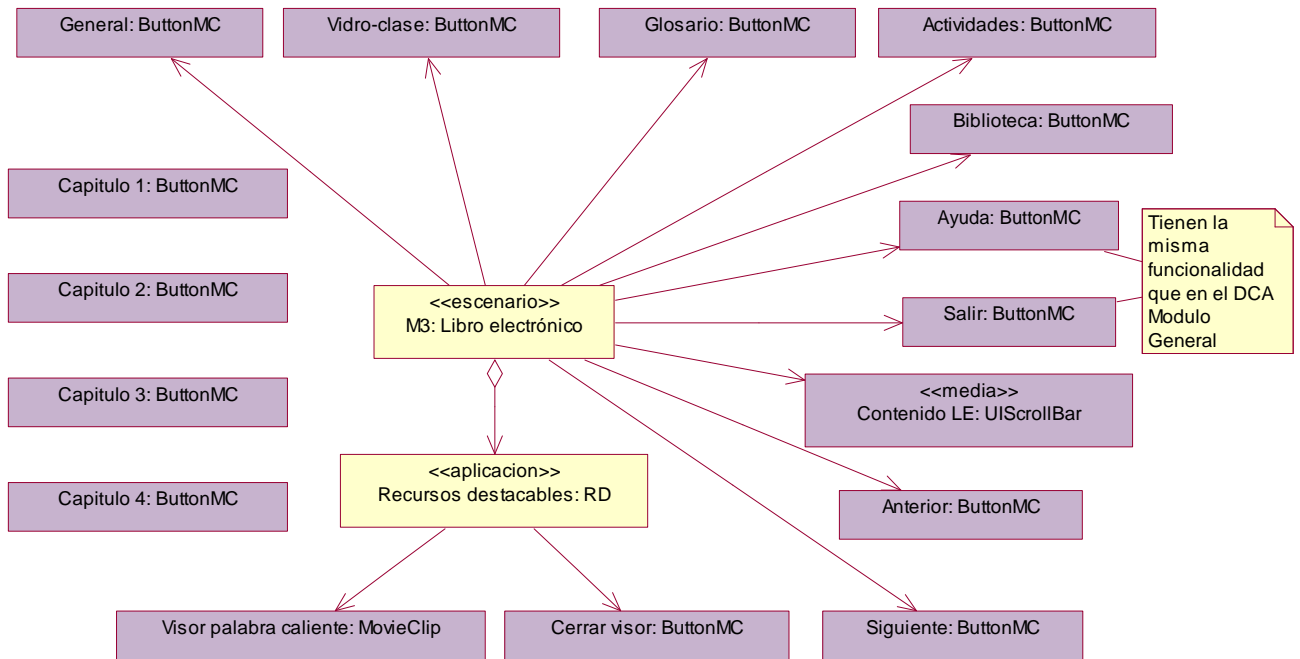 General: ButtonMC
Vidro-clase: ButtonMC
Glosario: ButtonMC
Actividades: ButtonMC
Biblioteca: ButtonMC
Capitulo 1: ButtonMC
Ayuda: ButtonMC
Tienen la
misma
funcionalidad
que en el DCA
Modulo
General
Capitulo 2: ButtonMC
<<escenario>>
M3: Libro electrónico
Salir: ButtonMC
Capitulo 3: ButtonMC
<<media>>
Contenido LE: UIScrollBar
<<aplicacion>>
Recursos destacables: RD
Capitulo 4: ButtonMC
Anterior: ButtonMC
Visor palabra caliente: MovieClip
Cerrar visor: ButtonMC
Siguiente: ButtonMC